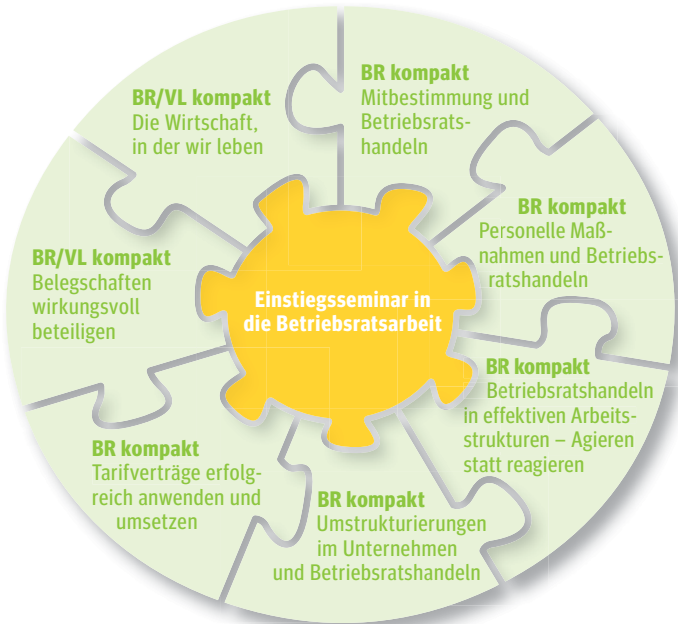 BR/VL kompakt
Die Wirtschaft,
in der wir leben
BR kompakt
Mitbestimmung und
Betriebsrats-
handeln
BR kompakt
Personelle Maß-
nahmen und Betriebs-
ratshandeln
BR kompakt
Betriebsratshandeln
in effektiven Arbeits-
strukturen – Agieren
statt reagieren
BR kompakt
Umstrukturierungen
im Unternehmen
und Betriebsratshandeln
BR kompakt
Tarifverträge erfolg-
reich anwenden und
umsetzen
BR/VL kompakt
Belegschaften
wirkungsvoll
beteiligen
Einstiegsseminar in
die Betriebsratsarbeit